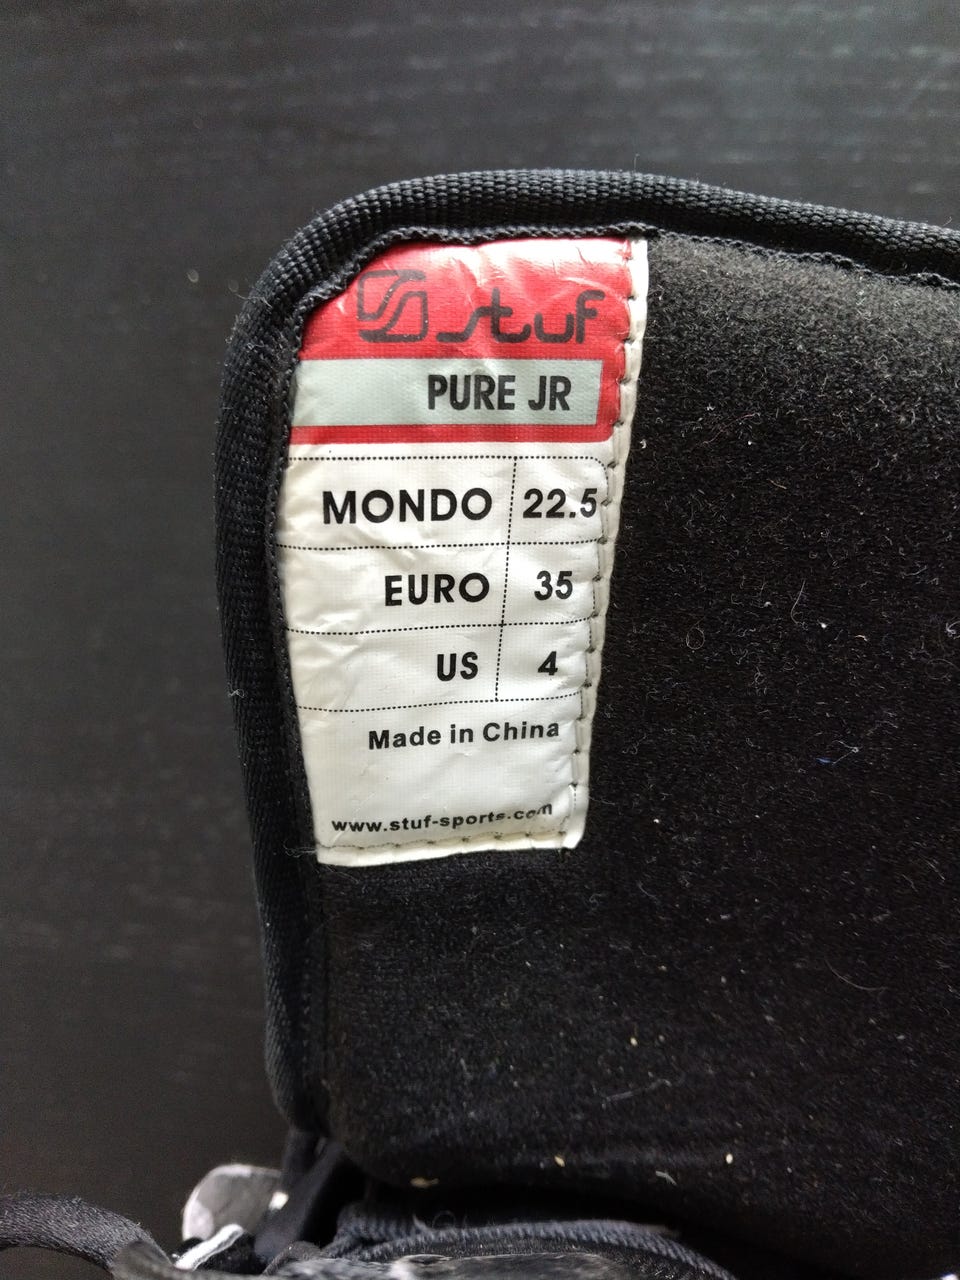 stuf
PURE JR
MONDO 22.5
EURO 35
US 4
Made in China
www.stuf-sports.com